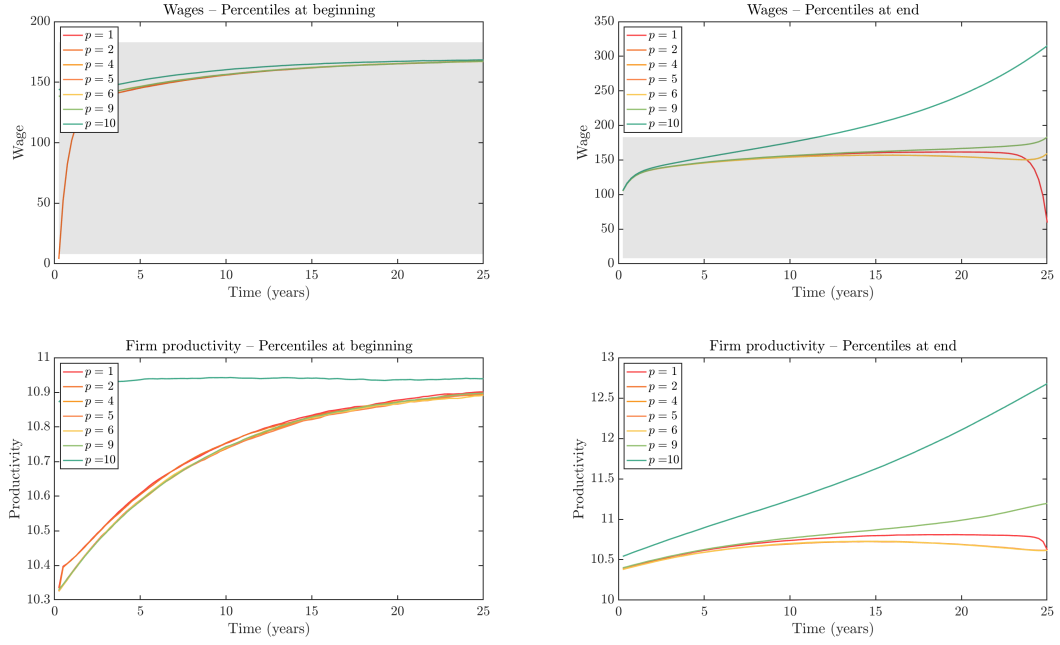 Wages – Percentiles at beginning
200
150
100
50
0
Wage
p = 1
p = 2
p = 4
p = 5
p = 6
p = 9
p =10
0 5 10 15 20 25
Time (years)
Wages – Percentiles at end
350
300
250
200
150
100
50
0
Wage
p = 1
p = 2
p = 4
p = 5
p = 6
p = 9
p =10
0 5 10 15 20 25
Time (years)
Firm productivity – Percentiles at beginning
11
10.9
10.8
10.7
10.6
10.5
10.4
10.3
Productivity
p = 1
p = 2
p = 4
p = 5
p = 6
p = 9
p =10
0 5 10 15 20 25
Time (years)
Firm productivity – Percentiles at end
13
12.5
12
11.5
11
10.5
10
Productivity
p = 1
p = 2
p = 4
p = 5
p = 6
p = 9
p =10
0 5 10 15 20 25
Time (years)